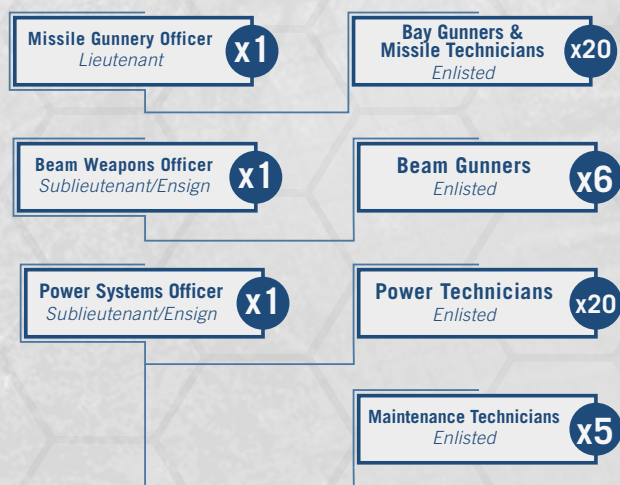 Missile Gunnery Officer
Lieutenant
x1
Bay Gunners &
Missile Technicians
Enlisted
x20
Beam Weapons Officer
Sublieutenant/Ensign
x1
Beam Gunners
Enlisted
x6
Power Systems Officer
Sublieutenant/Ensign
x1
Power Technicians
Enlisted
x20
Maintenance Technicians
Enlisted
x5